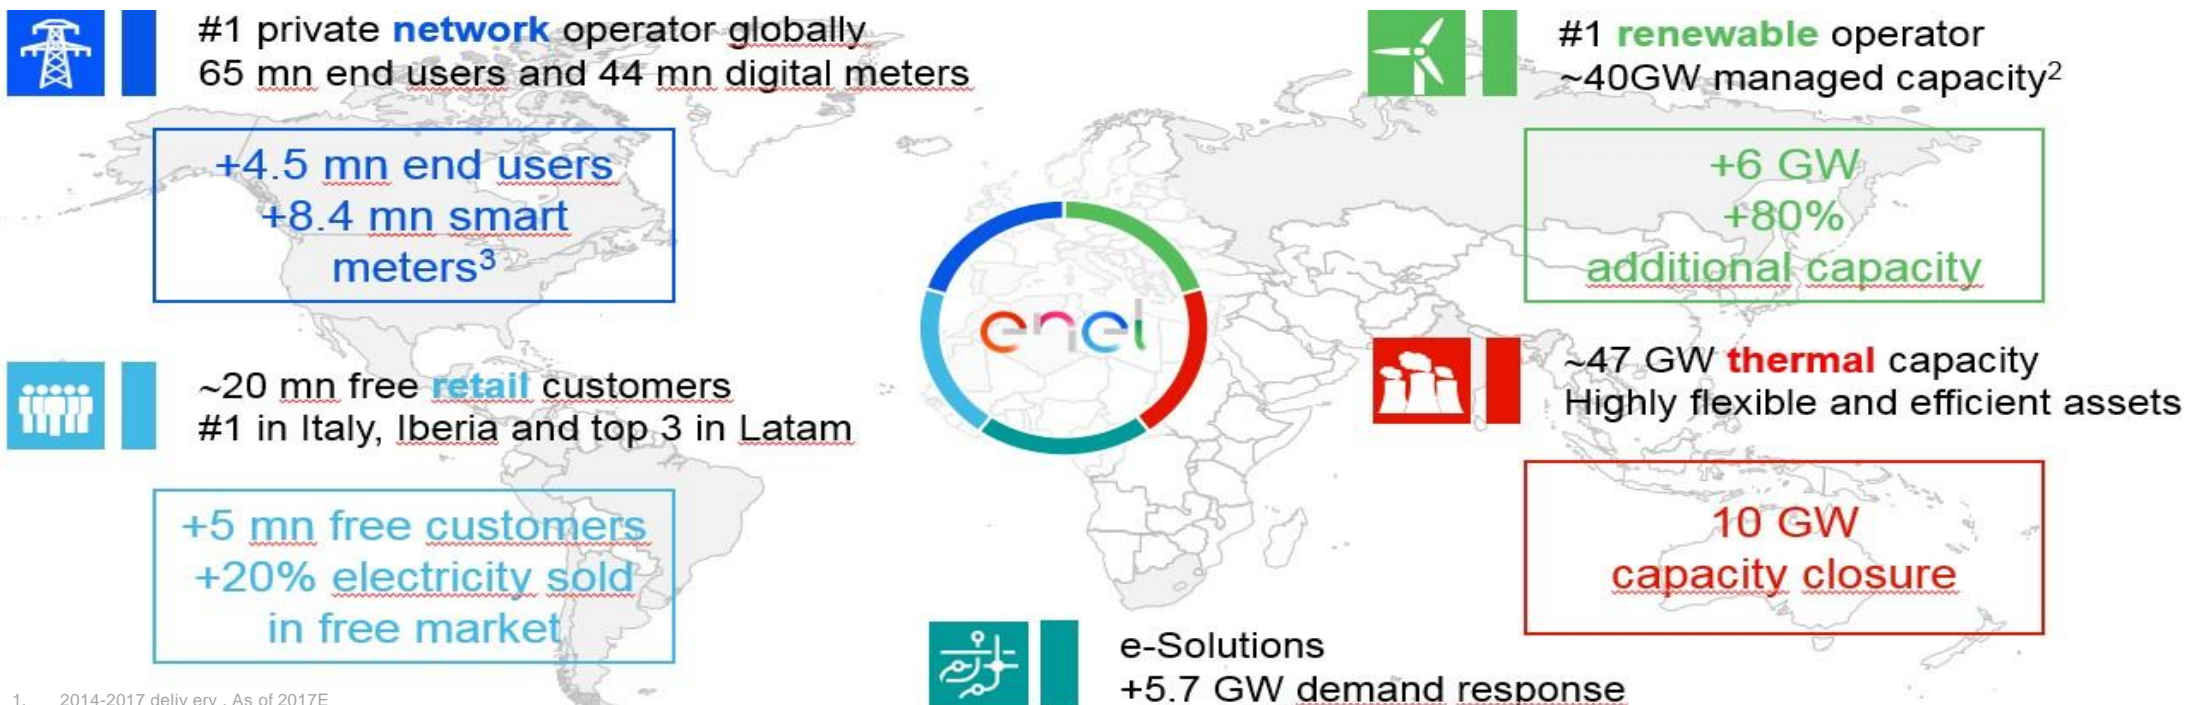 #1 private network operator globally
65 mn end users and 44 mn digital meters
+4.5 mn end users
+8.4 mn smart
meters³
~20 mn free retail customers
#1 in Italy, Iberia and top 3 in Latam
+5 mn free customers
+20% electricity sold
in free market
enel
#1 renewable operator
~40GW managed capacity²
+6 GW
+80%
additional capacity
~47 GW thermal capacity
Highly flexible and efficient assets
10 GW
capacity closure
e-Solutions
+5.7 GW demand response
1. 2014-2017 deliv ery . As of 2017E